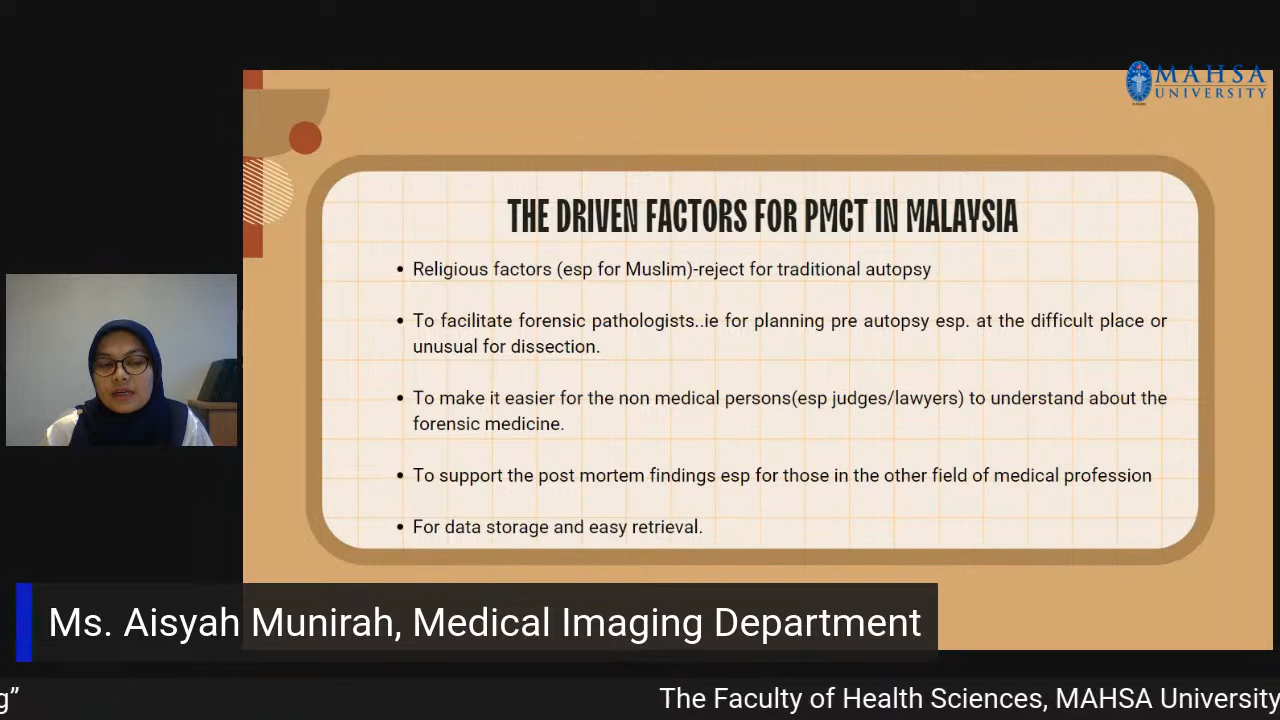 MAHSA
UNIVERSITY
THE DRIVEN FACTORS FOR PMCT IN MALAYSIA
• Religious factors (esp for Muslim)-reject for traditional autopsy
• To facilitate forensic pathologists..ie for planning pre autopsy esp. at the difficult place or
unusual for dissection.
• To make it easier for the non medical persons(esp judges/lawyers) to understand about the
forensic medicine.
• To support the post mortem findings esp for those in the other field of medical profession
• For data storage and easy retrieval.
Ms. Aisyah Munirah, Medical Imaging Department
g” The Faculty of Health Sciences, MAHSA University